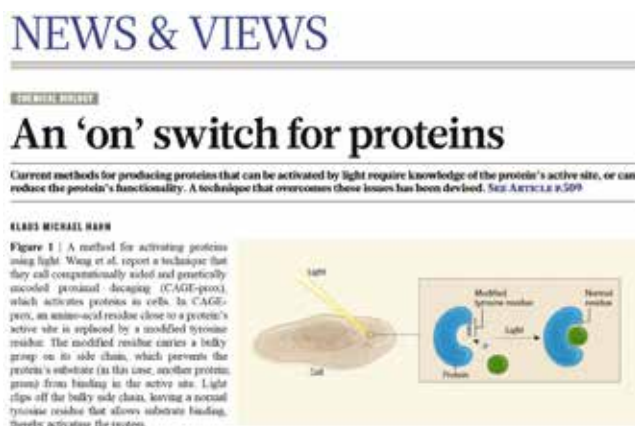 NEWS & VIEWS
CHEMICAL BIOLOGY
An ‘on’ switch for proteins
Current methods for producing proteins that can be activated by light require knowledge of the protein’s active site, or can
reduce the protein’s functionality. A technique that overcomes these issues has been devised. SEE ARTICLE P.509
KLAUS MICHAEL HAHN
Figure 1 | A method for activating proteins
using light. Wang et al. report a technique that
they call computationally aided and genetically
encoded proximal decaging (CAGE-prox),
which activates proteins in cells. In CAGE-
prox, an amino-acid residue close to a protein’s
active site is replaced by a modified tyrosine
residue. The modified residue carries a bulky
group on its side chain, which prevents the
protein’s substrate (in this case, another protein;
green) from binding in the active site. Light
clips off the bulky side chain, leaving a normal
tyrosine residue that allows substrate binding,
thereby activating the protein.
Light
Cell
Modified
tyrosine residue
Light
Protein
Normal
residue